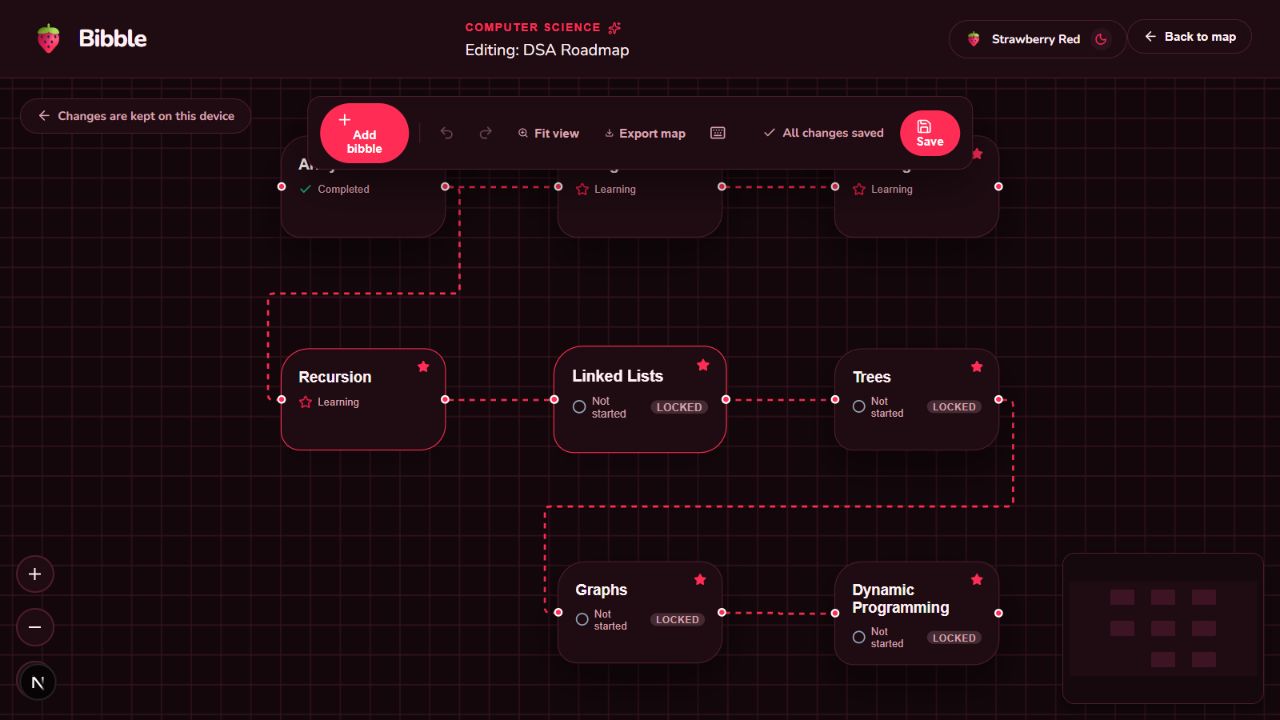 COMPUTER SCIENCE
Bibble
Editing: DSA Roadmap
Strawberry Red
Back to map
Changes are kept on this device
Add
bibble
Fit view
Export map
All changes saved
Save
Completed
Learning
Learning
Recursion
Learning
Linked Lists
Not
started
LOCKED
Trees
Not
started
LOCKED
Graphs
Not
started
LOCKED
Dynamic
Programming
Not
started
LOCKED
N